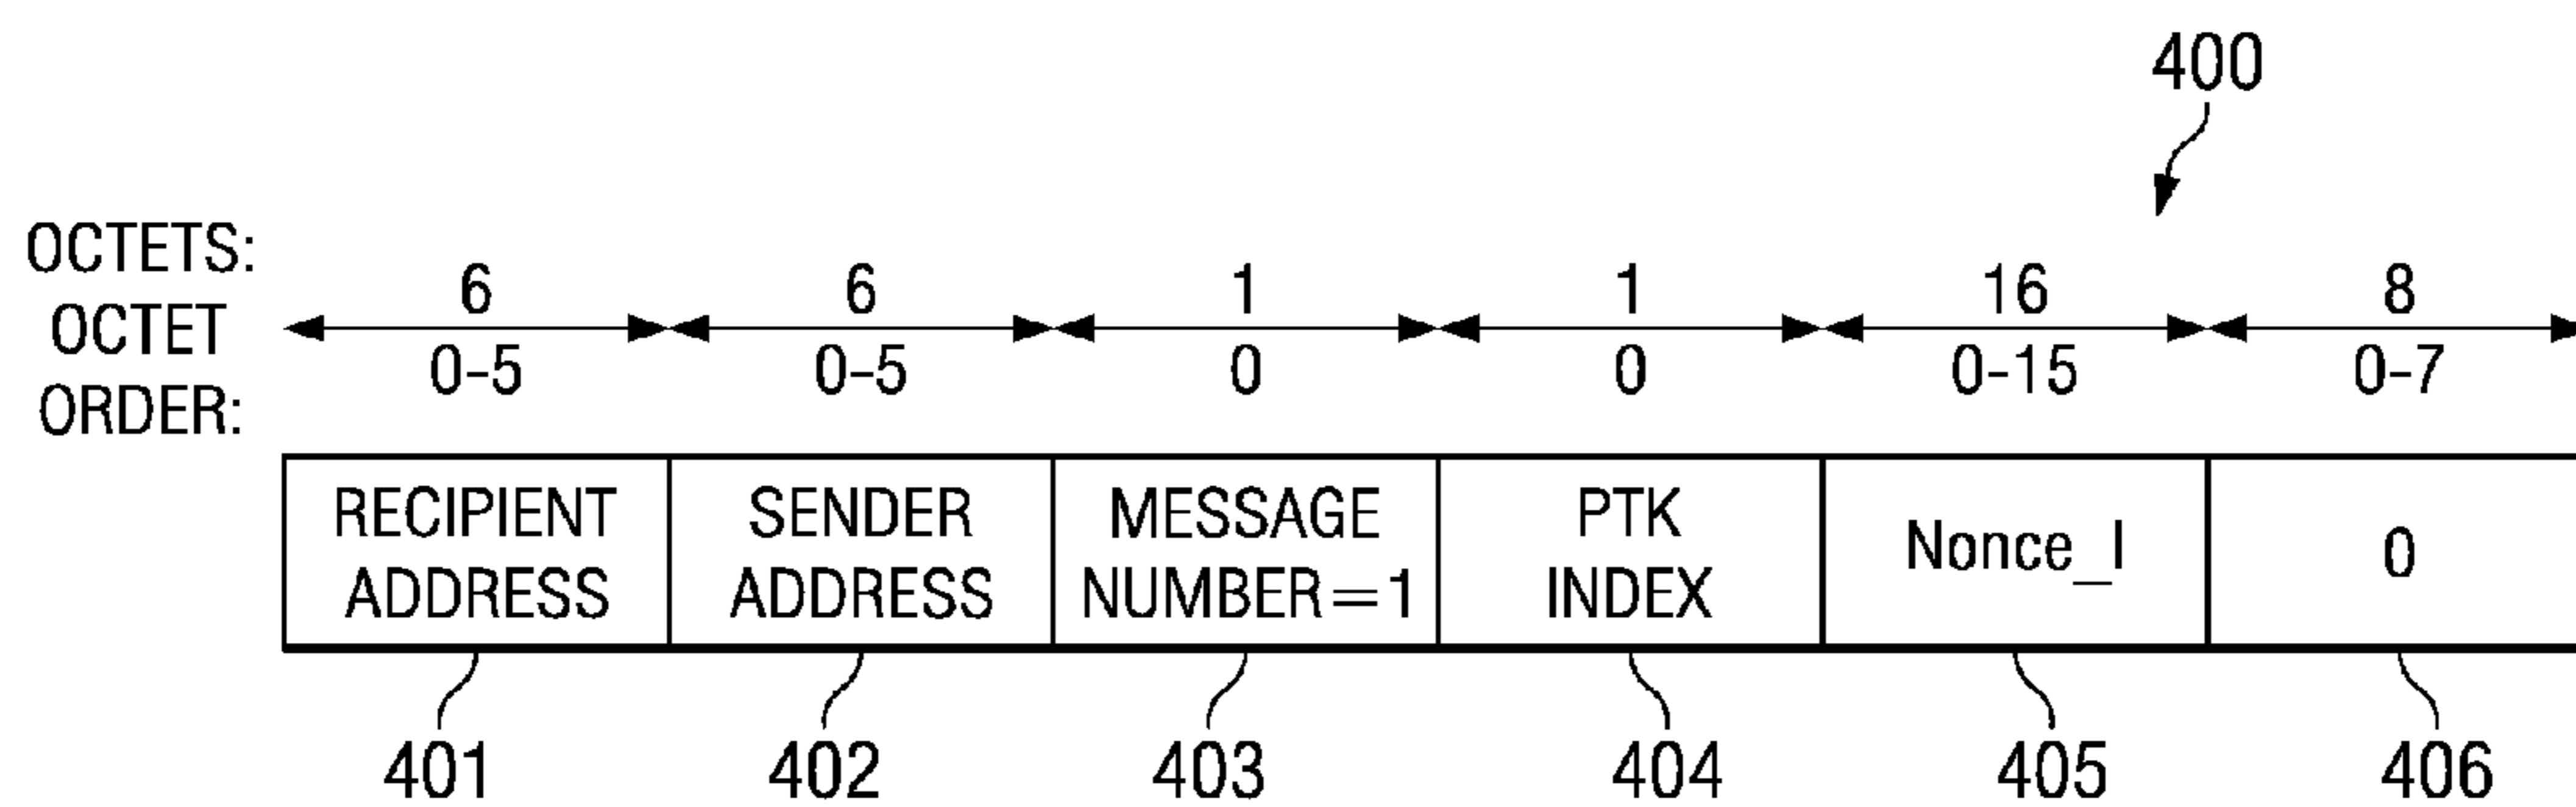 400
OCTETS:
6 6 1 1 16 8
OCTET
ORDER:
0-5 0-5 0 0 0-15 0-7
RECIPIENT ADDRESS
SENDER ADDRESS
MESSAGE NUMBER=1
PTK INDEX
Nonce_I
0
401 402 403 404 405 406